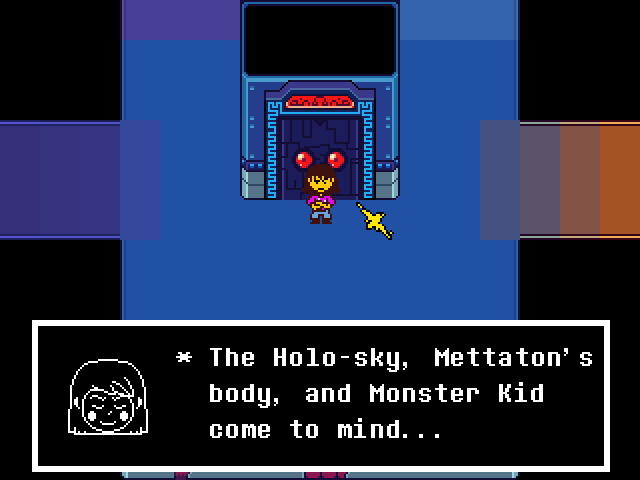 * The Holo-sky, Mettaton's
body, and Monster Kid
come to mind...